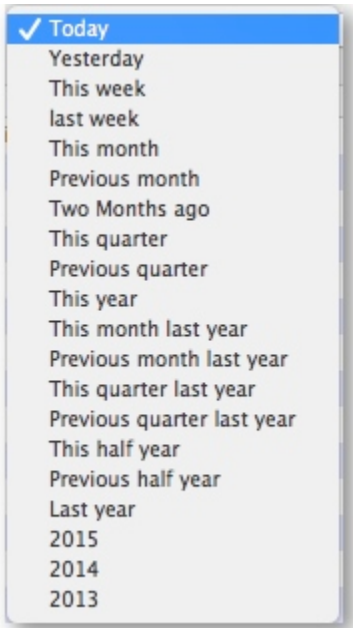 Today
Yesterday
This week
last week
This month
Previous month
Two Months ago
This quarter
Previous quarter
This year
This month last year
Previous month last year
This quarter last year
Previous quarter last year
This half year
Previous half year
Last year
2015
2014
2013